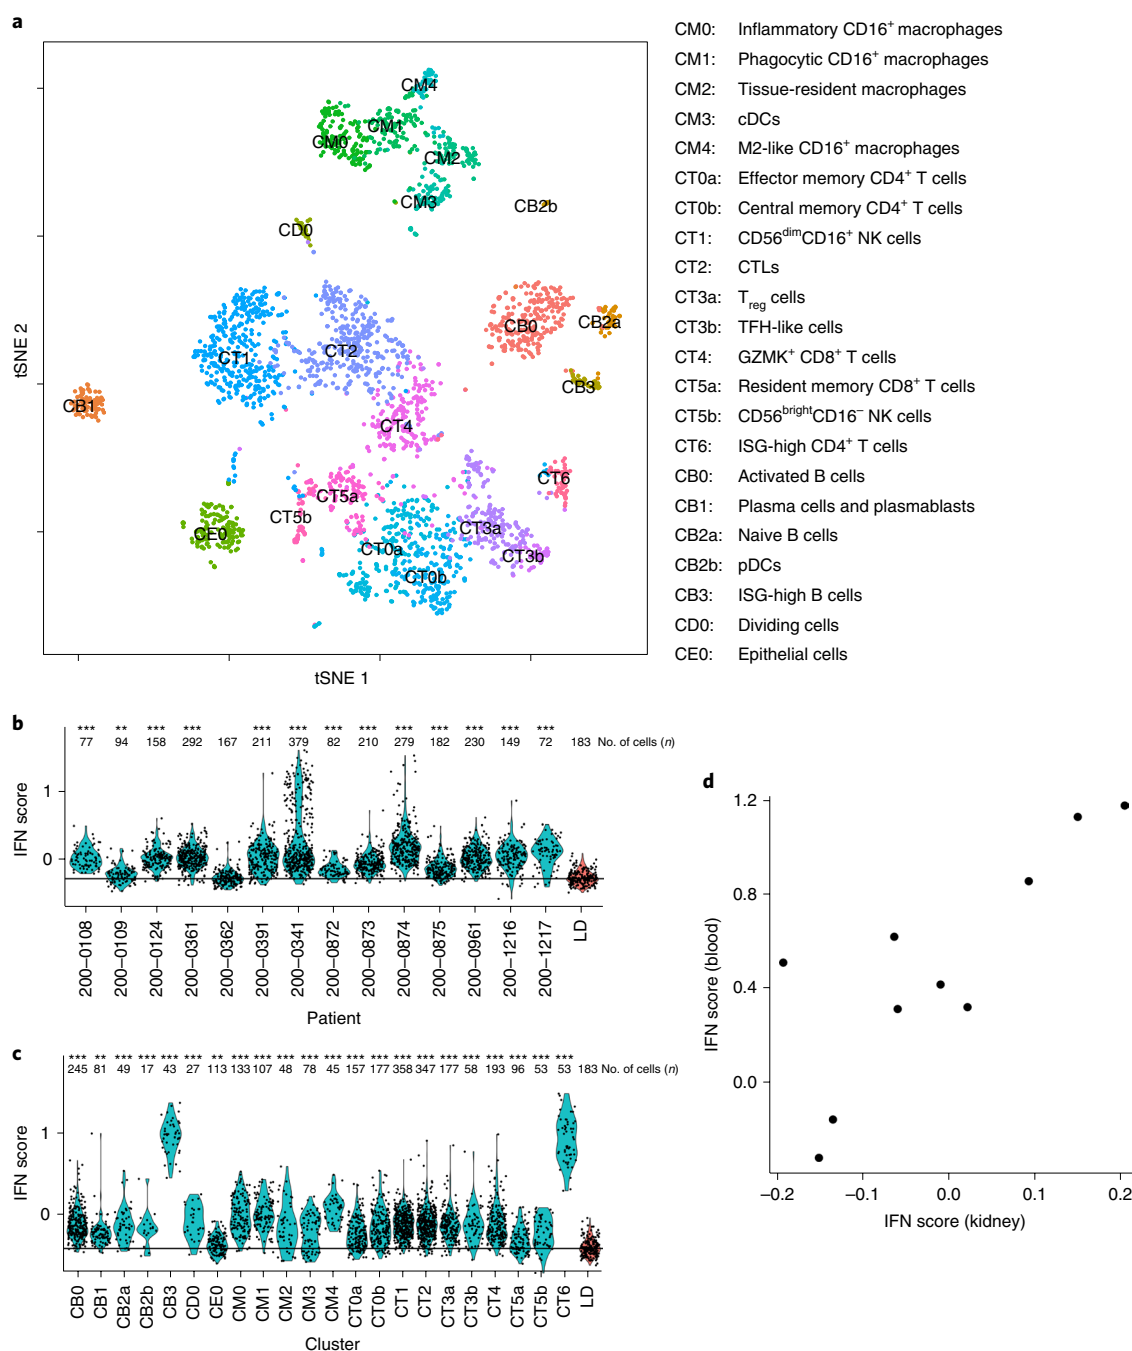 a
CM0: Inflammatory CD16+ macrophages
CM1: Phagocytic CD16+ macrophages
CM2: Tissue-resident macrophages
CM3: cDCs
CM4: M2-like CD16+ macrophages
CT0a: Effector memory CD4+ T cells
CT0b: Central memory CD4+ T cells
CT1: CD56dimCD16+ NK cells
CT2: CTLs
CT3a: Treg cells
CT3b: TFH-like cells
CT4: GZMK+ CD8+ T cells
CT5a: Resident memory CD8+ T cells
CT5b: CD56brightCD16− NK cells
CT6: ISG-high CD4+ T cells
CB0: Activated B cells
CB1: Plasma cells and plasmablasts
CB2a: Naive B cells
CB2b: pDCs
CB3: ISG-high B cells
CD0: Dividing cells
CE0: Epithelial cells
CM4
CM1
CM0
CM2
CM3
CB2b
CD0
CB0
CB2a
CT2
CT1
CB3
CB1
CT4
CT6
CT5a
CT5b
CT3a
CE0
CT0a
CT3b
CT0b
tSNE 2
tSNE 1
b
*** ** *** *** *** *** *** *** *** *** *** *** ***
77 94 158 292 167 211 379 82 210 279 182 230 149 72 183 No. of cells (n)
1
0
IFN score
200−0108 200−0109 200−0124 200−0361 200−0362 200−0391 200−0341 200−0872 200−0873 200−0874 200−0875 200−0961 200−1216 200−1217 LD
Patient
c
*** ** *** *** *** *** ** *** *** *** *** *** *** *** *** *** *** *** *** *** *** ***
245 81 49 17 43 27 113 133 107 48 78 45 157 177 358 347 177 58 193 96 53 53 183 No. of cells (n)
1
0
IFN score
CB0 CB1 CB2a CB2b CB3 CD0 CE0 CM0 CM1 CM2 CM3 CM4 CT0a CT0b CT1 CT2 CT3a CT3b CT4 CT5a CT5b CT6 LD
Cluster
d
1.2
0.8
0.4
0.0
IFN score (blood)
−0.2 −0.1 0.0 0.1 0.2
IFN score (kidney)